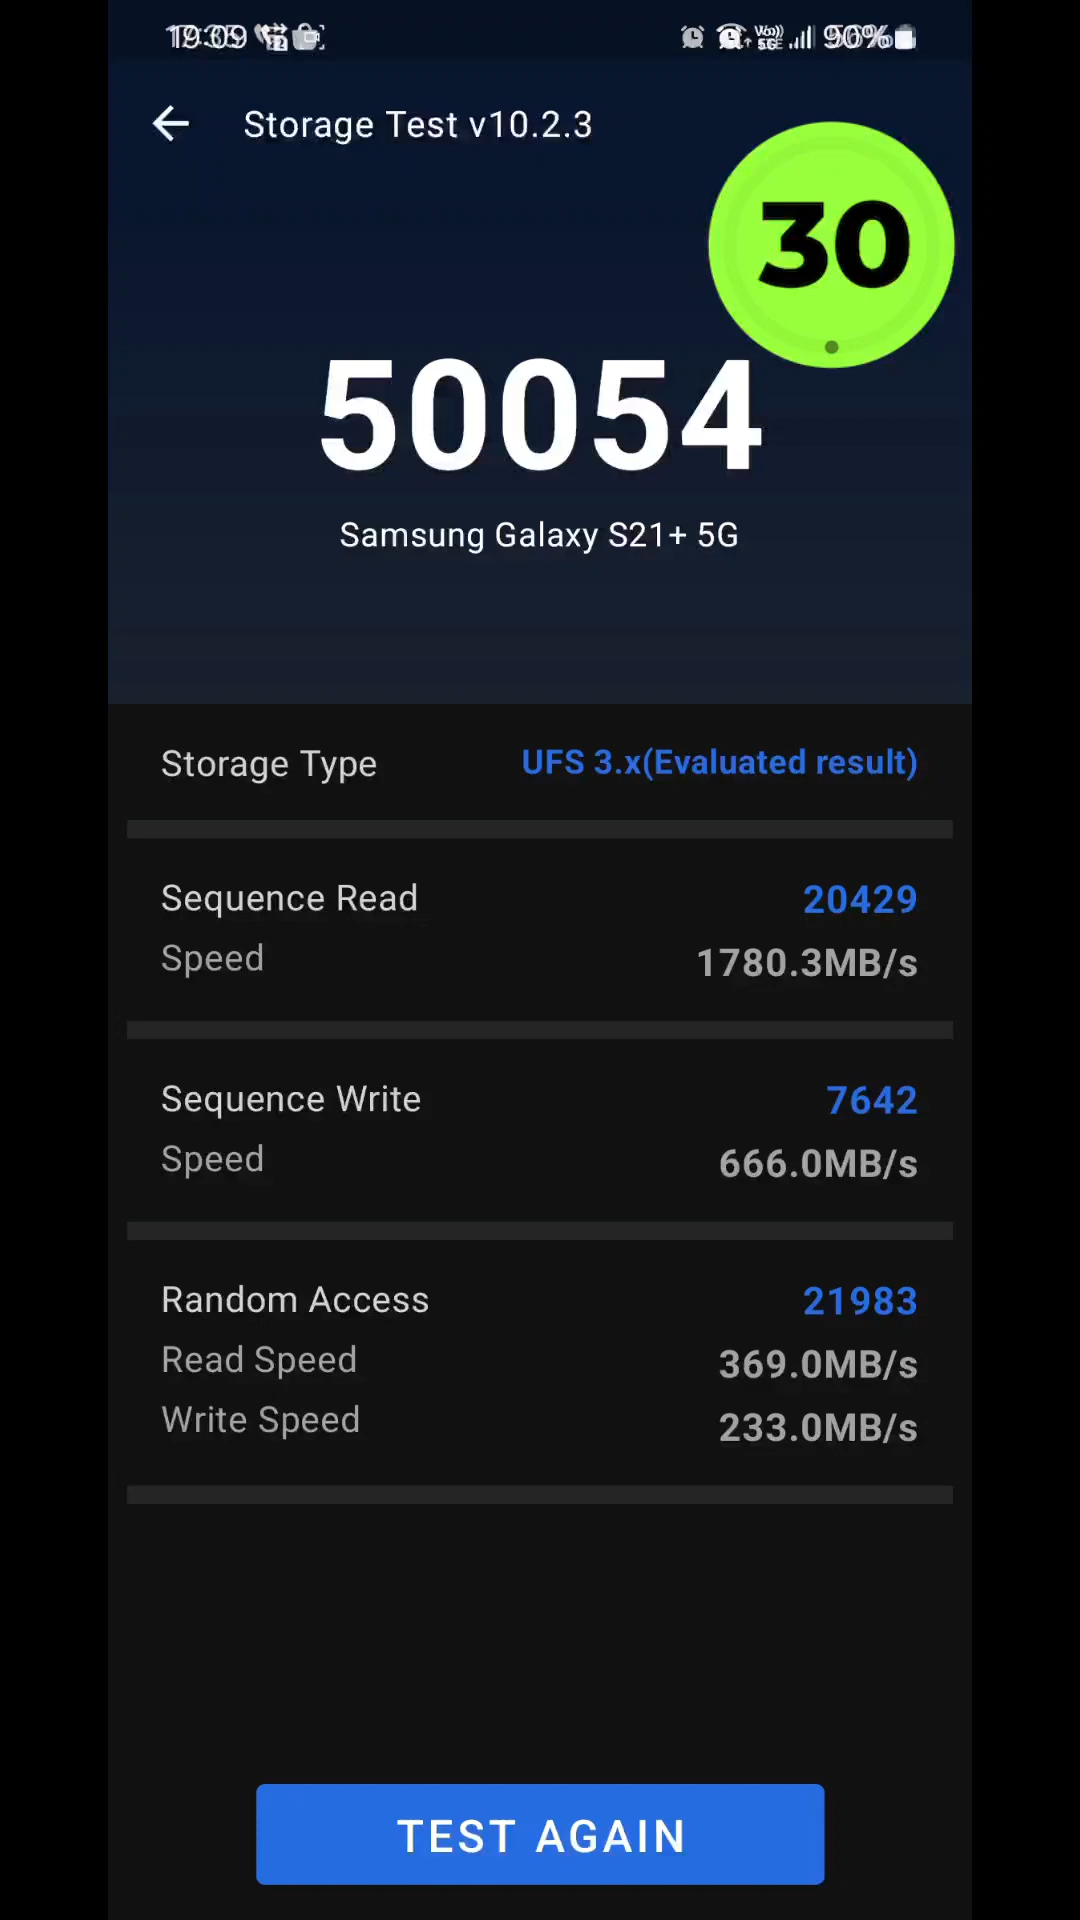 Storage Test v10.2.3
30
50054
Samsung Galaxy S21+ 5G
Storage Type UFS 3.x(Evaluated result)
Sequence Read 20429
Speed 1780.3MB/s
Sequence Write 7642
Speed 666.0MB/s
Random Access 21983
Read Speed 369.0MB/s
Write Speed 233.0MB/s
TEST AGAIN